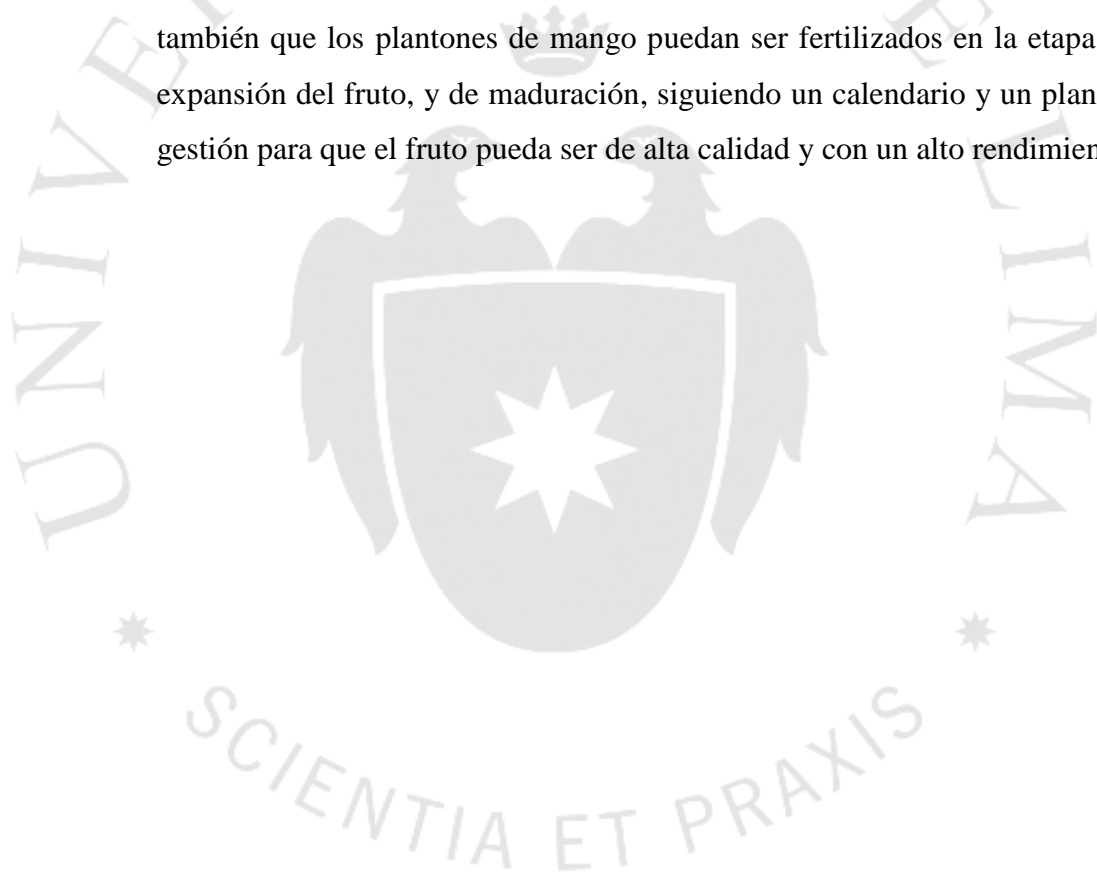 también que los plantones de mango puedan ser fertilizados en la etapa
expansión del fruto, y de maduración, siguiendo un calendario y un plan
gestión para que el fruto pueda ser de alta calidad y con un alto rendimien
UNIVE
LIMA
SCIENTIA ET PRAXIS